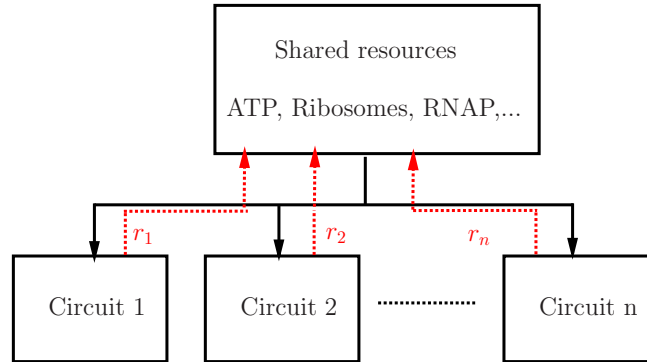 Shared resources
ATP, Ribosomes, RNAP,...
r1
r2
rn
Circuit 1
Circuit 2
Circuit n